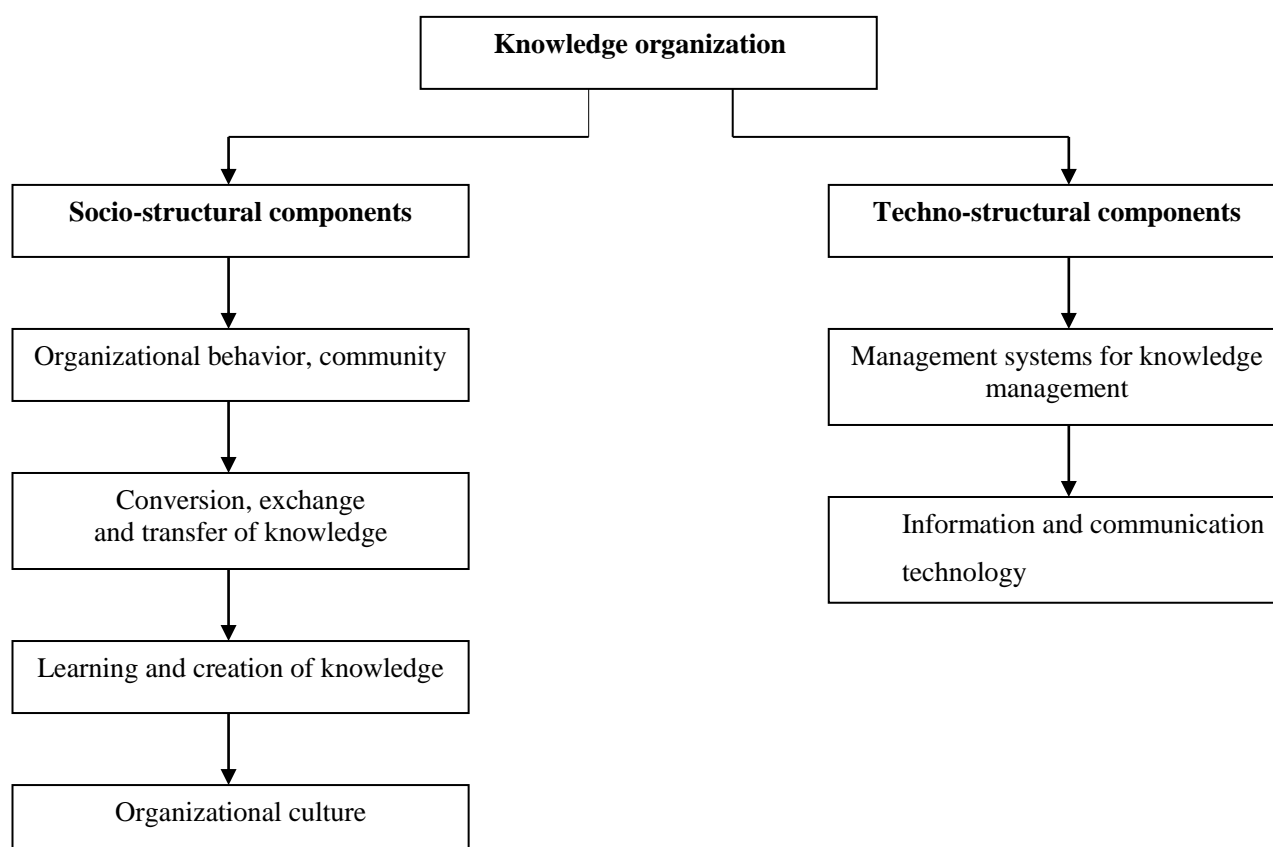 Knowledge organization
Socio-structural components
Techno-structural components
Organizational behavior, community
Management systems for knowledge
management
Conversion, exchange
and transfer of knowledge
Information and communication
technology
Learning and creation of knowledge
Organizational culture